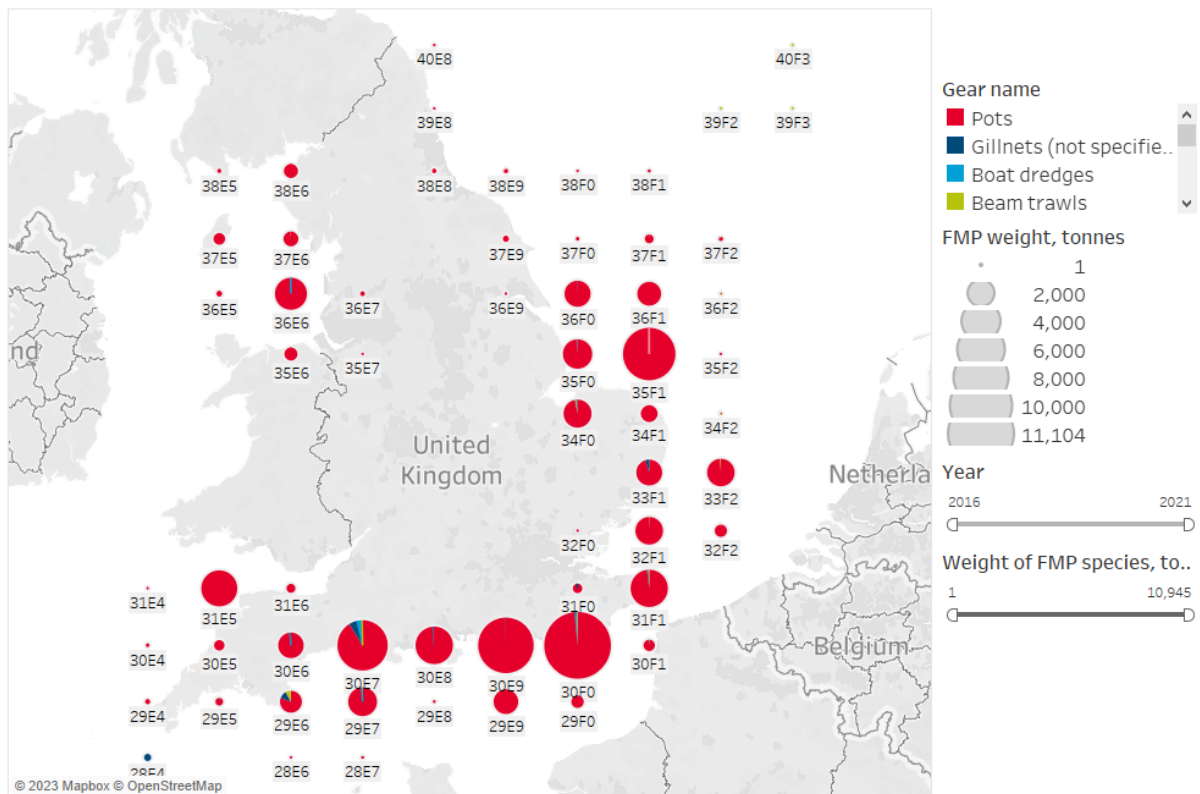 40E8
40F3
39E8
39F2
39F3
38E5
38E6
38E8
38E9
38F0
38F1
37E5
37E6
37E9
37F0
37F1
37F2
36E5
36E6
36E7
36E9
36F0
36F1
36F2
nd
35E6
35E7
35F0
35F1
35F2
34F0
34F1
34F2
United
Kingdom
Netherla
33F1
33F2
32F0
32F1
32F2
31E4
31E5
31E6
31F0
31F1
30E4
30E5
30E6
30E7
30E8
30E9
30F0
30F1
Belgium
29E4
29E5
29E6
29E7
29E8
29E9
29F0
28E4
28E6
28E7
© 2023 Mapbox © OpenStreetMap
Gear name
Pots
Gillnets (not specifie..
Boat dredges
Beam trawls
FMP weight, tonnes
1
2,000
4,000
6,000
8,000
10,000
11,104
Year
2016 2021
Weight of FMP species, to..
1 10,945